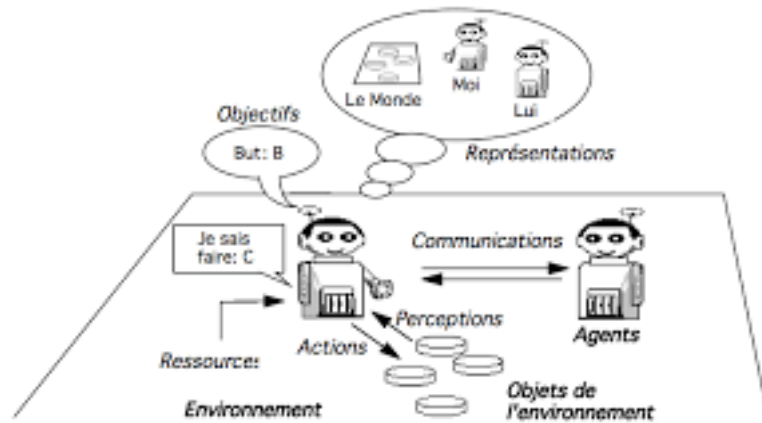 Le Monde
Moi
Lui
Objectifs
But: B
Représentations
Je sais
faire: C
Communications
Perceptions
Agents
Ressources
Actions
Objets de
l'environnement
Environnement